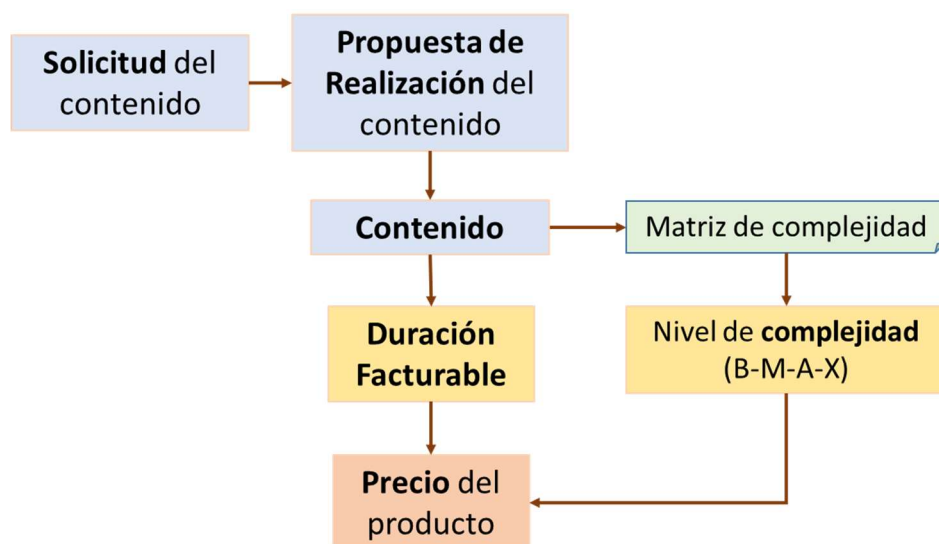 Solicitud del
contenido
Propuesta de
Realización del
contenido
Contenido
Matriz de complejidad
Duración
Facturable
Nivel de complejidad
(B-M-A-X)
Precio del
producto